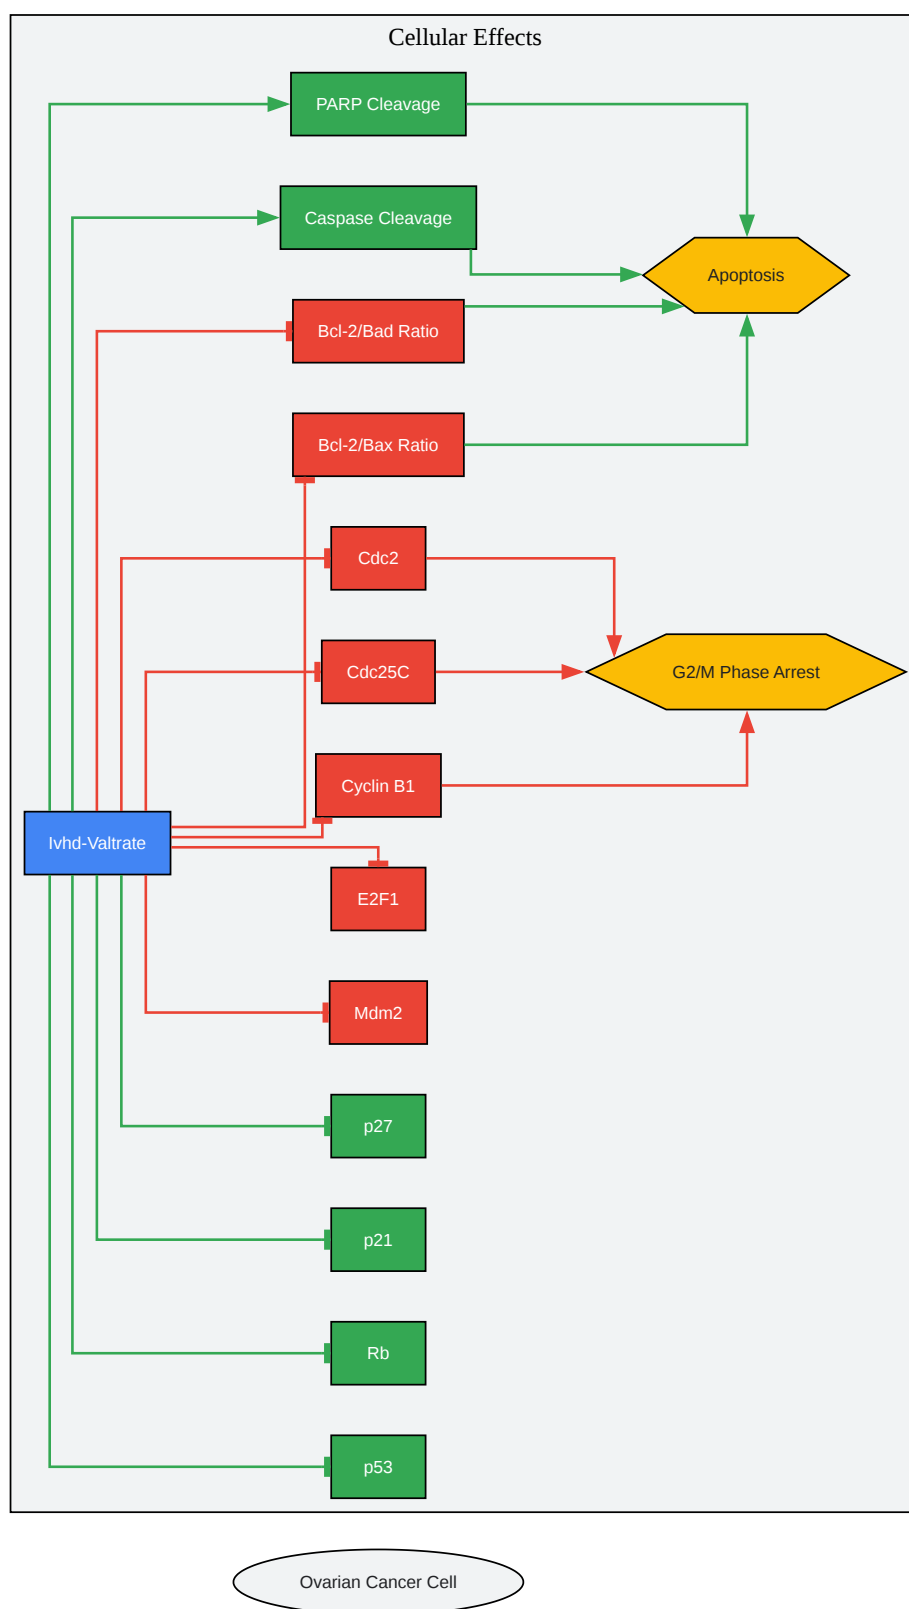 Cellular Effects
PARP Cleavage
Caspase Cleavage
Apoptosis
Bcl-2/Bad Ratio
Bcl-2/Bax Ratio
Cdc2
Cdc25C
G2/M Phase Arrest
Cyclin B1
Ivhd-Valtrate
E2F1
Mdm2
p27
p21
Rb
p53
Ovarian Cancer Cell